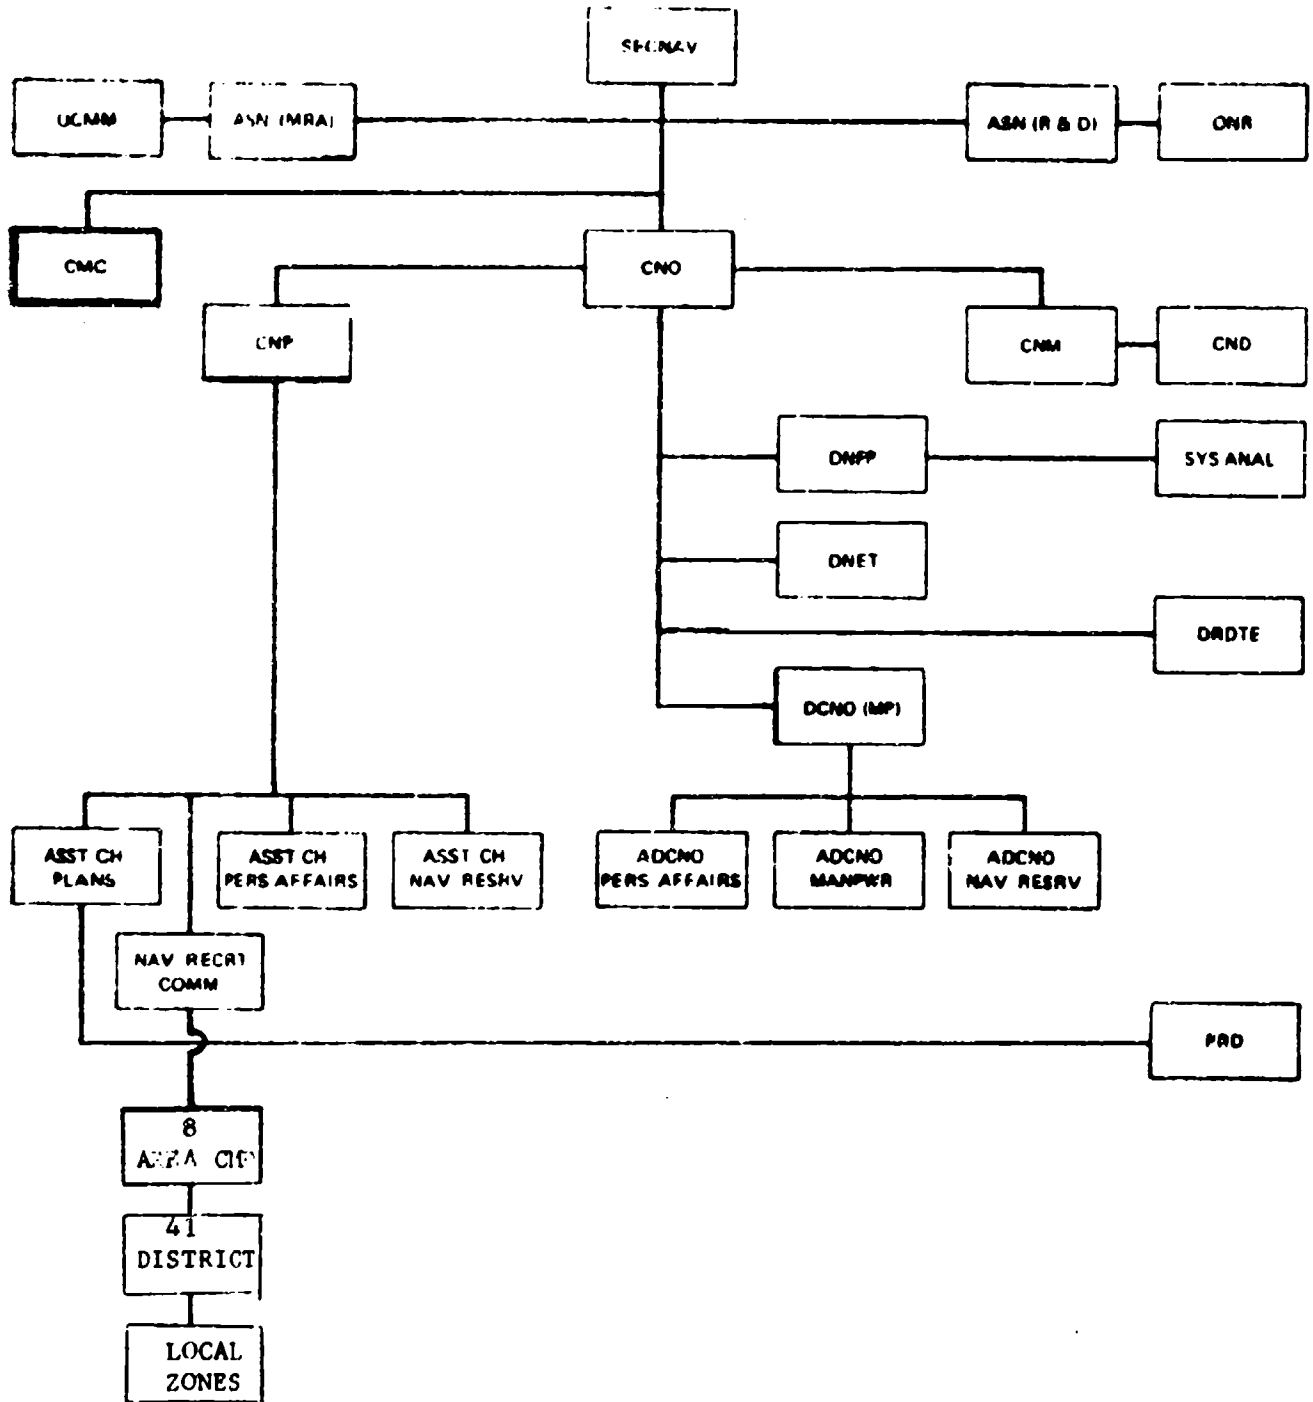 SECNAV
OCMM
ASN (MRA)
ASN (R & D)
ONR
CMC
CNO
CNP
CNM
CND
DNPP
SYS ANAL
DNET
DRDTE
DCNO (MP)
ASST CH
PLANS
ASST CH
PERS AFFAIRS
ASST CH
NAV RESRV
ADCNO
PERS AFFAIRS
ADCNO
MANPWR
ADCNO
NAV RESRV
NAV RECRT
COMM
PRD
8
AREA
41
DISTRICT
LOCAL
ZONES